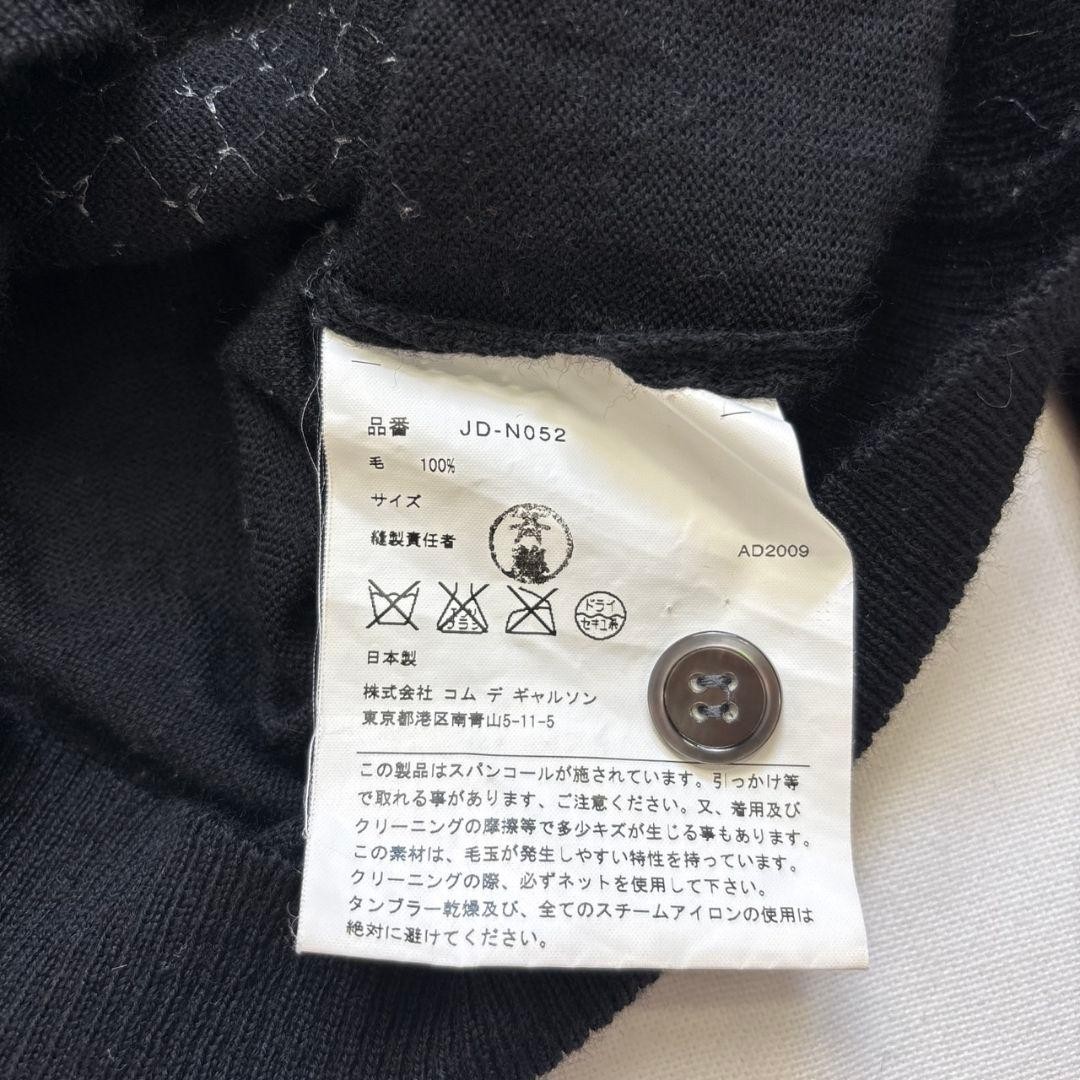 品番 JD-N052
毛 100%
サイズ
縫製責任者
AD2009
ドライ
セキユ系
日本製
株式会社 コム デ ギャルソン
東京都港区南青山5-11-5
この製品はスパンコールが施されています。引っかけ等
で取れる事があります、ご注意ください。又、着用及び
クリーニングの摩擦等で多少キズが生じる事もあります。
この素材は、毛玉が発生しやすい特性を持っています。
クリーニングの際、必ずネットを使用して下さい。
タンブラー乾燥及び、全てのスチームアイロンの使用は
絶対に避けてください。